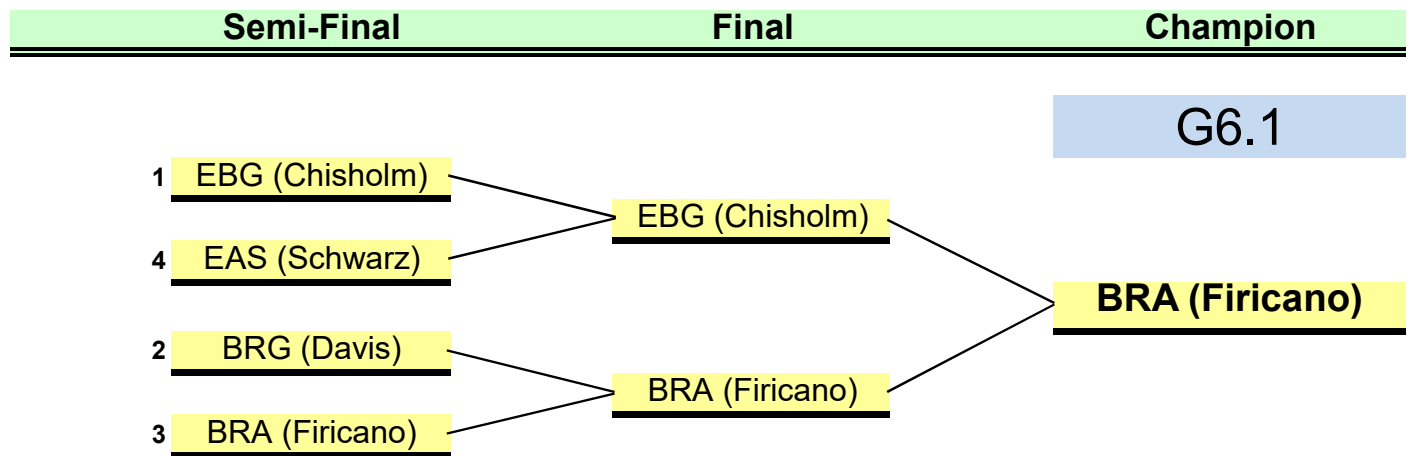 Semi-Final Final Champion
G6.1
1 EBG (Chisholm)
EBG (Chisholm)
4 EAS (Schwarz)
BRA (Firicano)
2 BRG (Davis)
BRA (Firicano)
3 BRA (Firicano)